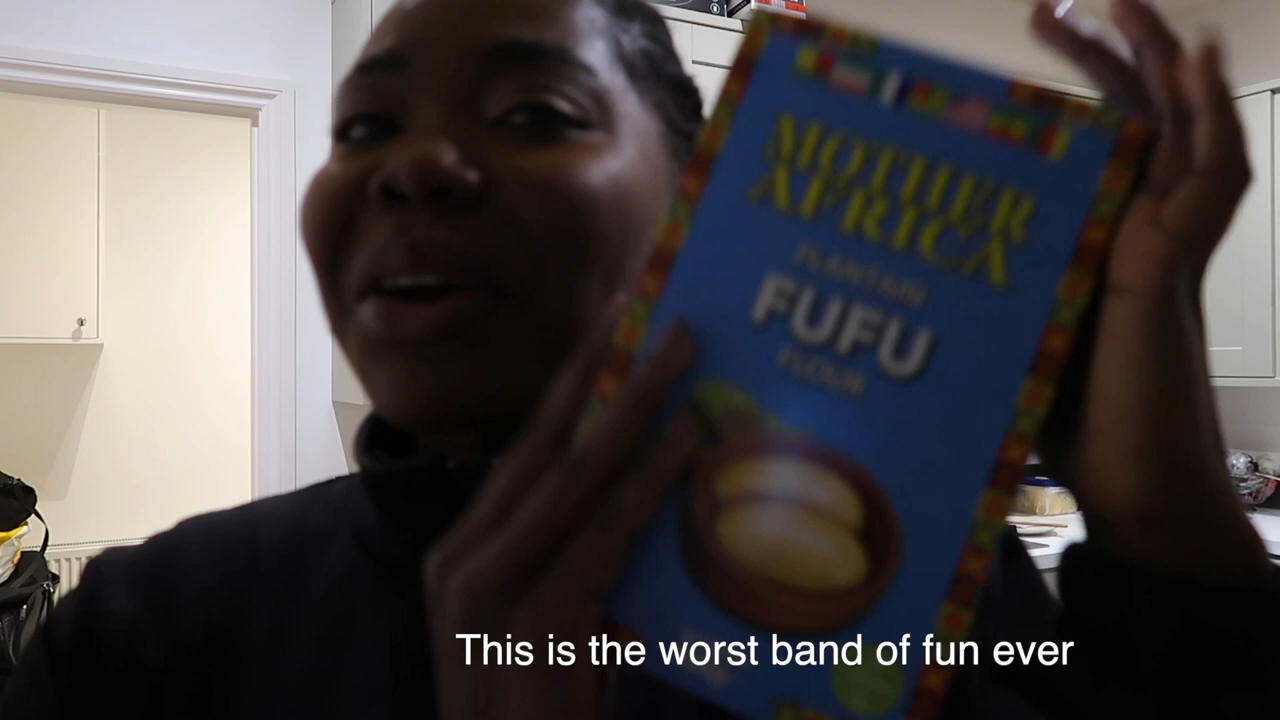 MOTHER
AFRICA
PLANTAIN
FUFU
FLOUR
This is the worst band of fun ever